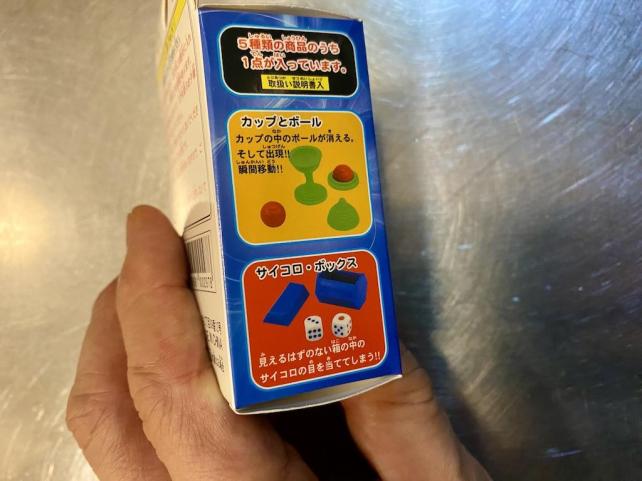 5種類の商品のうち
1点が入っています。
取扱い説明書入
カップとボール
カップの中のボールが消える。
そして出現!!
瞬間移動!!
サイコロ・ボックス
見えるはずのない箱の中の
サイコロの目を当ててしまう!!